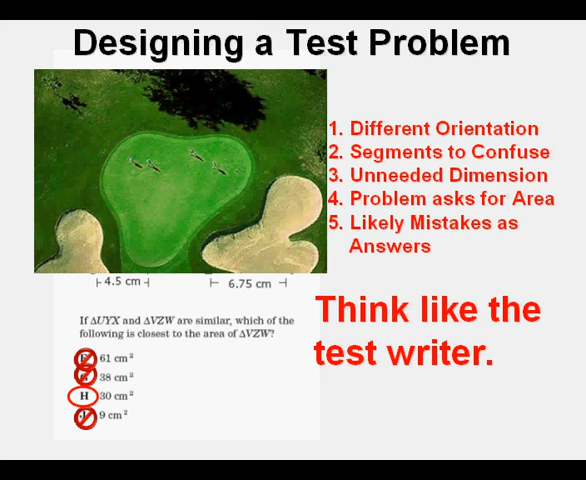 Designing a Test Problem
1. Different Orientation
2. Segments to Confuse
3. Unneeded Dimension
4. Problem asks for Area
5. Likely Mistakes as
Answers
4.5 cm
6.75 cm
If ΔUYX and ΔVZW are similar, which of the
following is closest to the area of ΔVZW?
61 cm²
38 cm²
H 30 cm²
9 cm²
Think like the
test writer.